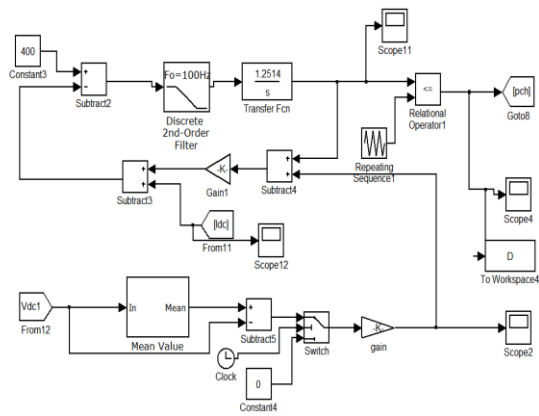 400
Constant3
+
-
Subtract2
Fo=100Hz
Discrete
2nd-Order
Filter
1.2514
s
Transfer Fcn
Scope11
<=
Relational
Operator1
[pch]
Goto8
Repeating
Sequence1
+
+
Subtract3
-K-
Gain1
+
+
Subtract4
[Idc]
From11
Scope12
Scope4
D
To Workspace4
Vdc1
From12
In
Mean
Mean Value
+
-
Subtract5
Clock
0
Constant4
Switch
-K-
gain
Scope2